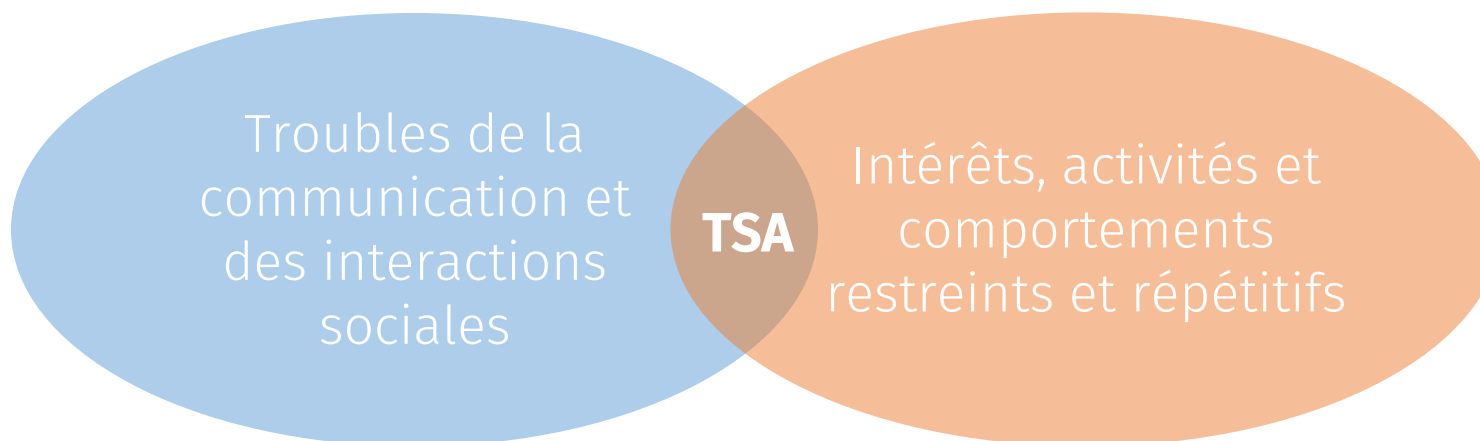 Troubles de la
communication et
des interactions
sociales
TSA
Intérêts, activités et
comportements
restreints et répétitifs